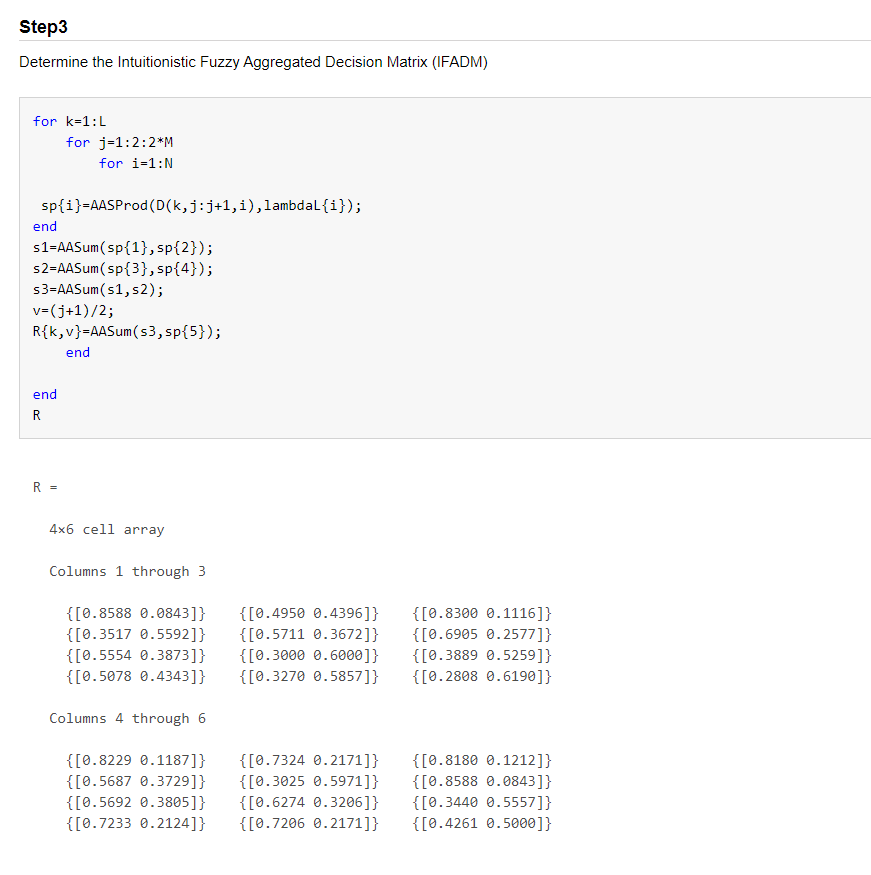 Step3
Determine the Intuitionistic Fuzzy Aggregated Decision Matrix (IFADM)
for k=1:L
for j=1:2:2*M
for i=1:N
sp{i}=AASProd(D(k,j:j+1,i),lambdaL{i});
end
s1=AASum(sp{1},sp{2});
s2=AASum(sp{3},sp{4});
s3=AASum(s1,s2);
v=(j+1)/2;
R{k,v}=AASum(s3,sp{5});
end
end
R
R =
4×6 cell array
Columns 1 through 3
{[0.8588 0.0843]} {[0.4950 0.4396]} {[0.8300 0.1116]}
{[0.3517 0.5592]} {[0.5711 0.3672]} {[0.6905 0.2577]}
{[0.5554 0.3873]} {[0.3000 0.6000]} {[0.3889 0.5259]}
{[0.5078 0.4343]} {[0.3270 0.5857]} {[0.2808 0.6190]}
Columns 4 through 6
{[0.8229 0.1187]} {[0.7324 0.2171]} {[0.8180 0.1212]}
{[0.5687 0.3729]} {[0.3025 0.5971]} {[0.8588 0.0843]}
{[0.5692 0.3805]} {[0.6274 0.3206]} {[0.3440 0.5557]}
{[0.7233 0.2124]} {[0.7206 0.2171]} {[0.4261 0.5000]}